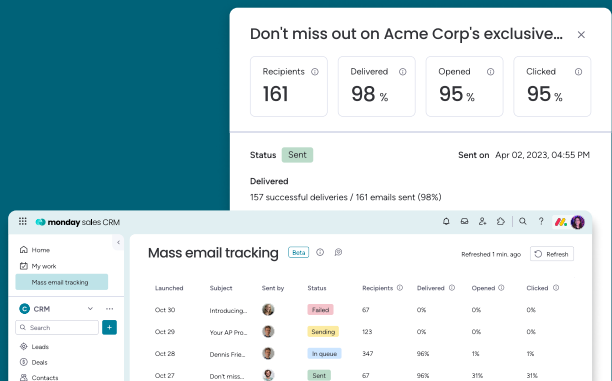 Don't miss out on Acme Corp's exclusive...
Recipients Delivered Opened Clicked
161 98 % 95 % 95 %
Status Sent Sent on Apr 02, 2023, 04:55 PM
Delivered
157 successful deliveries / 161 emails sent (98%)
monday sales CRM
Home
My work
Mass email tracking
CRM
Search
Leads
Deals
Contacts
Mass email tracking Beta Refreshed 1 min. ago Refresh
Launched Subject Sent by Status Recipients Delivered Opened Clicked
Oct 30 Introducing... Failed 67 0% 0% 0%
Oct 29 Your AP Pro... Sending 123 0% 0% 0%
Oct 28 Dennis Frie... In queue 347 96% 1% 1%
Oct 27 Don't miss... Sent 67 96% 31% 31%